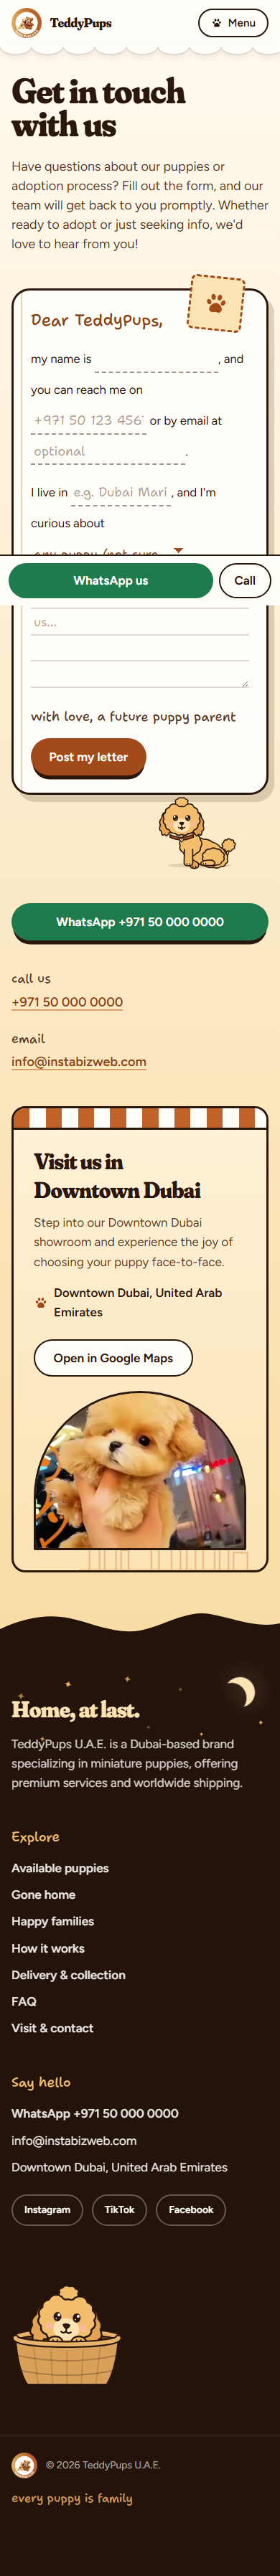 TeddyPups
Menu
Get in touch
with us
Have questions about our puppies or
adoption process? Fill out the form, and our
team will get back to you promptly. Whether
ready to adopt or just seeking info, we'd
love to hear from you!
Dear TeddyPups,
my name is , and
you can reach me on
+971 50 123 456 or by email at
optional .
I live in e.g. Dubai Mari , and I'm
curious about
any puppy (not sure
WhatsApp us
Call
us...
with love, a future puppy parent
Post my letter
WhatsApp +971 50 000 0000
call us
+971 50 000 0000
email
info@instabizweb.com
Visit us in
Downtown Dubai
Step into our Downtown Dubai
showroom and experience the joy of
choosing your puppy face-to-face.
Downtown Dubai, United Arab
Emirates
Open in Google Maps
Home, at last.
TeddyPups U.A.E. is a Dubai-based brand
specializing in miniature puppies, offering
premium services and worldwide shipping.
Explore
Available puppies
Gone home
Happy families
How it works
Delivery & collection
FAQ
Visit & contact
Say hello
WhatsApp +971 50 000 0000
info@instabizweb.com
Downtown Dubai, United Arab Emirates
Instagram
TikTok
Facebook
© 2026 TeddyPups U.A.E.
every puppy is family